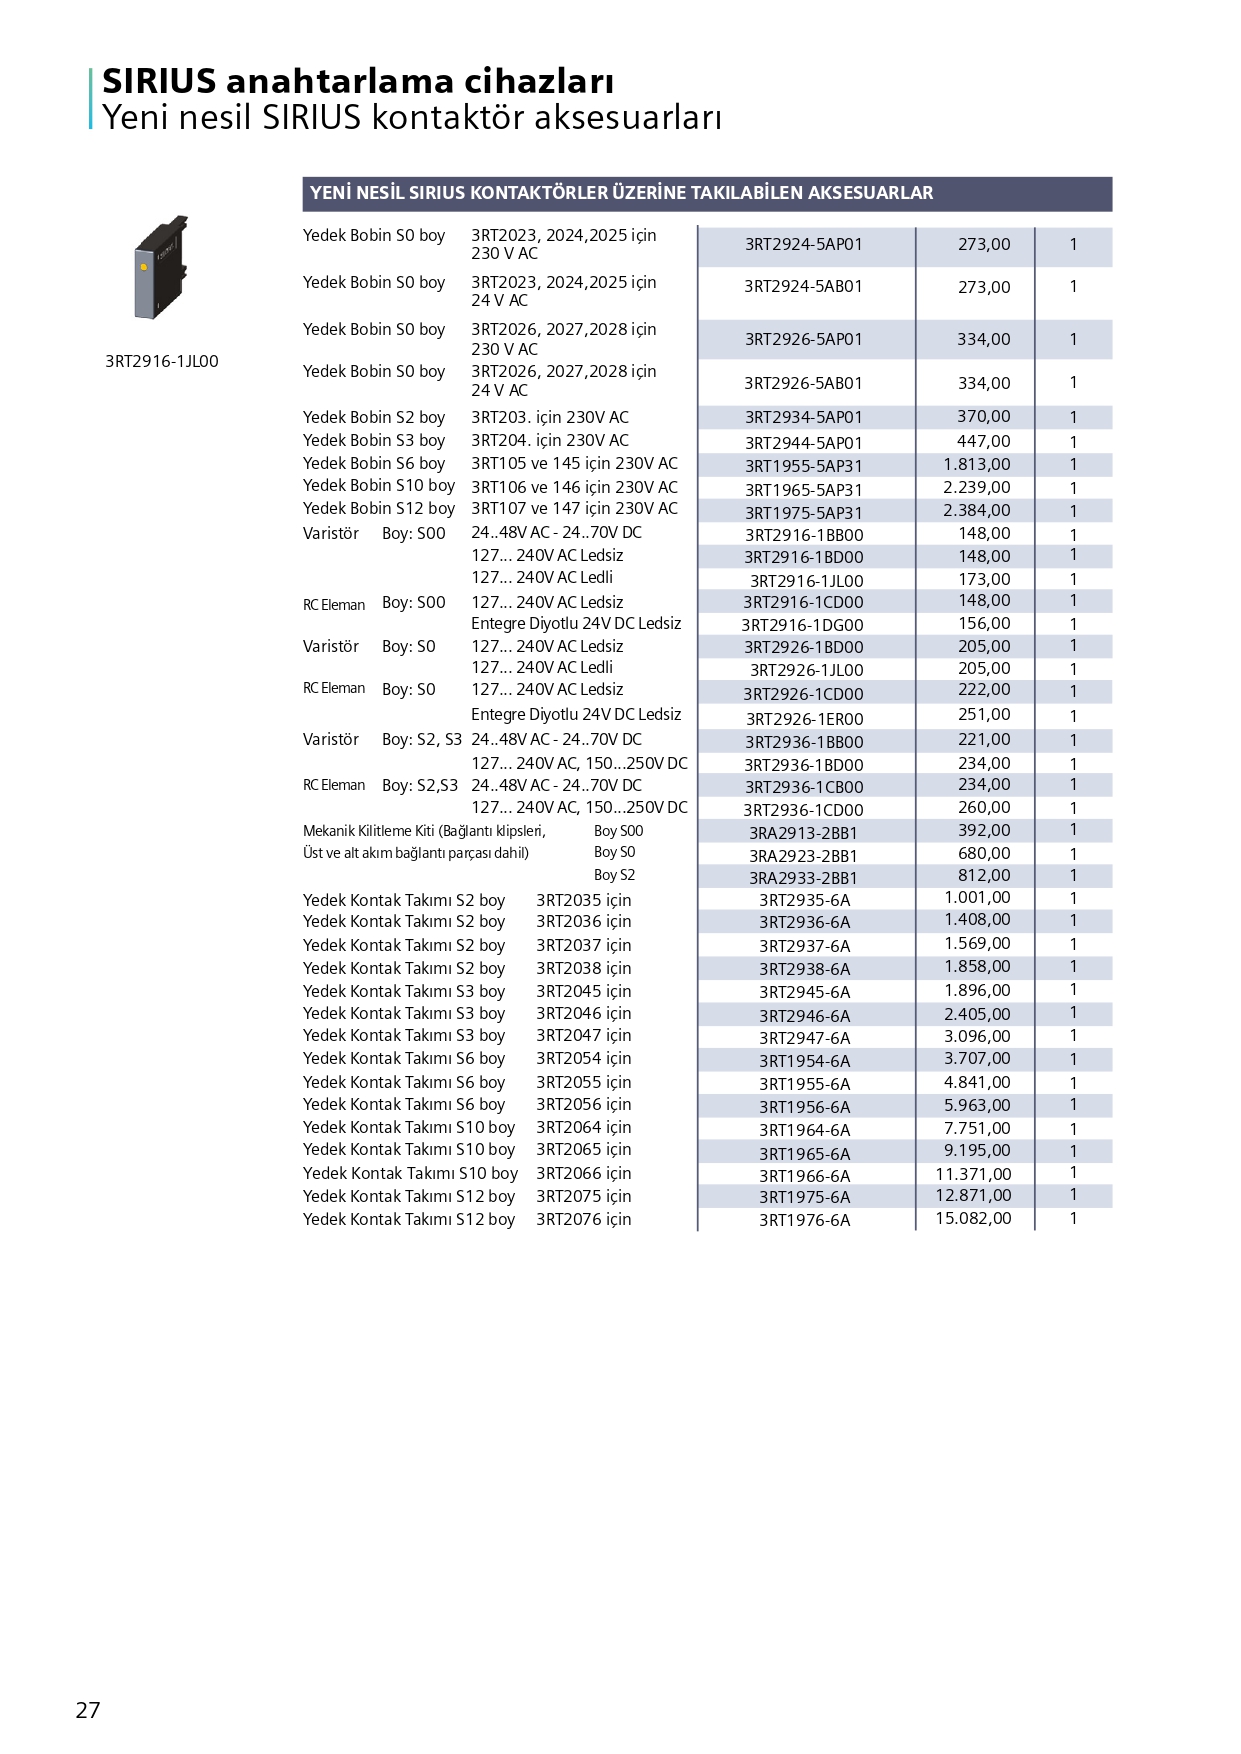 SIRIUS anahtarlama cihazları
Yeni nesil SIRIUS kontaktör aksesuarları
YENİ NESİL SIRIUS KONTAKTÖRLER ÜZERİNE TAKILABİLEN AKSESUARLAR
3RT2916-1JL00
Yedek Bobin S0 boy 3RT2023, 2024,2025 için
230 V AC 3RT2924-5AP01 273,00 1
Yedek Bobin S0 boy 3RT2023, 2024,2025 için
24 V AC 3RT2924-5AB01 273,00 1
Yedek Bobin S0 boy 3RT2026, 2027,2028 için
230 V AC 3RT2926-5AP01 334,00 1
Yedek Bobin S0 boy 3RT2026, 2027,2028 için
24 V AC 3RT2926-5AB01 334,00 1
Yedek Bobin S2 boy 3RT203. için 230V AC 3RT2934-5AP01 370,00 1
Yedek Bobin S3 boy 3RT204. için 230V AC 3RT2944-5AP01 447,00 1
Yedek Bobin S6 boy 3RT105 ve 145 için 230V AC 3RT1955-5AP31 1.813,00 1
Yedek Bobin S10 boy 3RT106 ve 146 için 230V AC 3RT1965-5AP31 2.239,00 1
Yedek Bobin S12 boy 3RT107 ve 147 için 230V AC 3RT1975-5AP31 2.384,00 1
Varistör Boy: S00 24..48V AC - 24..70V DC 3RT2916-1BB00 148,00 1
127... 240V AC Ledsiz 3RT2916-1BD00 148,00 1
127... 240V AC Ledli 3RT2916-1JL00 173,00 1
RC Eleman Boy: S00 127... 240V AC Ledsiz 3RT2916-1CD00 148,00 1
Entegre Diyotlu 24V DC Ledsiz 3RT2916-1DG00 156,00 1
Varistör Boy: S0 127... 240V AC Ledsiz 3RT2926-1BD00 205,00 1
127... 240V AC Ledli 3RT2926-1JL00 205,00 1
RC Eleman Boy: S0 127... 240V AC Ledsiz 3RT2926-1CD00 222,00 1
Entegre Diyotlu 24V DC Ledsiz 3RT2926-1ER00 251,00 1
Varistör Boy: S2, S3 24..48V AC - 24..70V DC 3RT2936-1BB00 221,00 1
127... 240V AC, 150...250V DC 3RT2936-1BD00 234,00 1
RC Eleman Boy: S2,S3 24..48V AC - 24..70V DC 3RT2936-1CB00 234,00 1
127... 240V AC, 150...250V DC 3RT2936-1CD00 260,00 1
Mekanik Kilitleme Kiti (Bağlantı klipsleri, Boy S00 3RA2913-2BB1 392,00 1
Üst ve alt akım bağlantı parçası dahil) Boy S0 3RA2923-2BB1 680,00 1
Boy S2 3RA2933-2BB1 812,00 1
Yedek Kontak Takımı S2 boy 3RT2035 için 3RT2935-6A 1.001,00 1
Yedek Kontak Takımı S2 boy 3RT2036 için 3RT2936-6A 1.408,00 1
Yedek Kontak Takımı S2 boy 3RT2037 için 3RT2937-6A 1.569,00 1
Yedek Kontak Takımı S2 boy 3RT2038 için 3RT2938-6A 1.858,00 1
Yedek Kontak Takımı S3 boy 3RT2045 için 3RT2945-6A 1.896,00 1
Yedek Kontak Takımı S3 boy 3RT2046 için 3RT2946-6A 2.405,00 1
Yedek Kontak Takımı S3 boy 3RT2047 için 3RT2947-6A 3.096,00 1
Yedek Kontak Takımı S6 boy 3RT2054 için 3RT1954-6A 3.707,00 1
Yedek Kontak Takımı S6 boy 3RT2055 için 3RT1955-6A 4.841,00 1
Yedek Kontak Takımı S6 boy 3RT2056 için 3RT1956-6A 5.963,00 1
Yedek Kontak Takımı S10 boy 3RT2064 için 3RT1964-6A 7.751,00 1
Yedek Kontak Takımı S10 boy 3RT2065 için 3RT1965-6A 9.195,00 1
Yedek Kontak Takımı S10 boy 3RT2066 için 3RT1966-6A 11.371,00 1
Yedek Kontak Takımı S12 boy 3RT2075 için 3RT1975-6A 12.871,00 1
Yedek Kontak Takımı S12 boy 3RT2076 için 3RT1976-6A 15.082,00 1
27